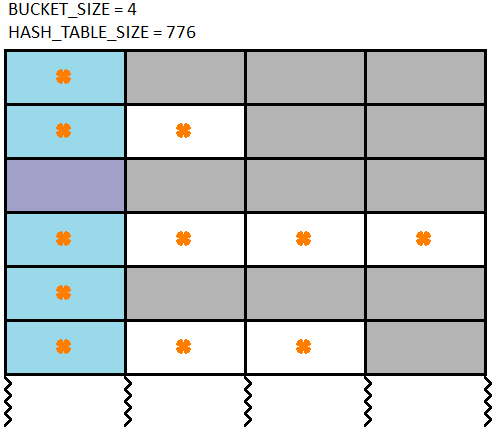 BUCKET_SIZE = 4
HASH_TABLE_SIZE = 776